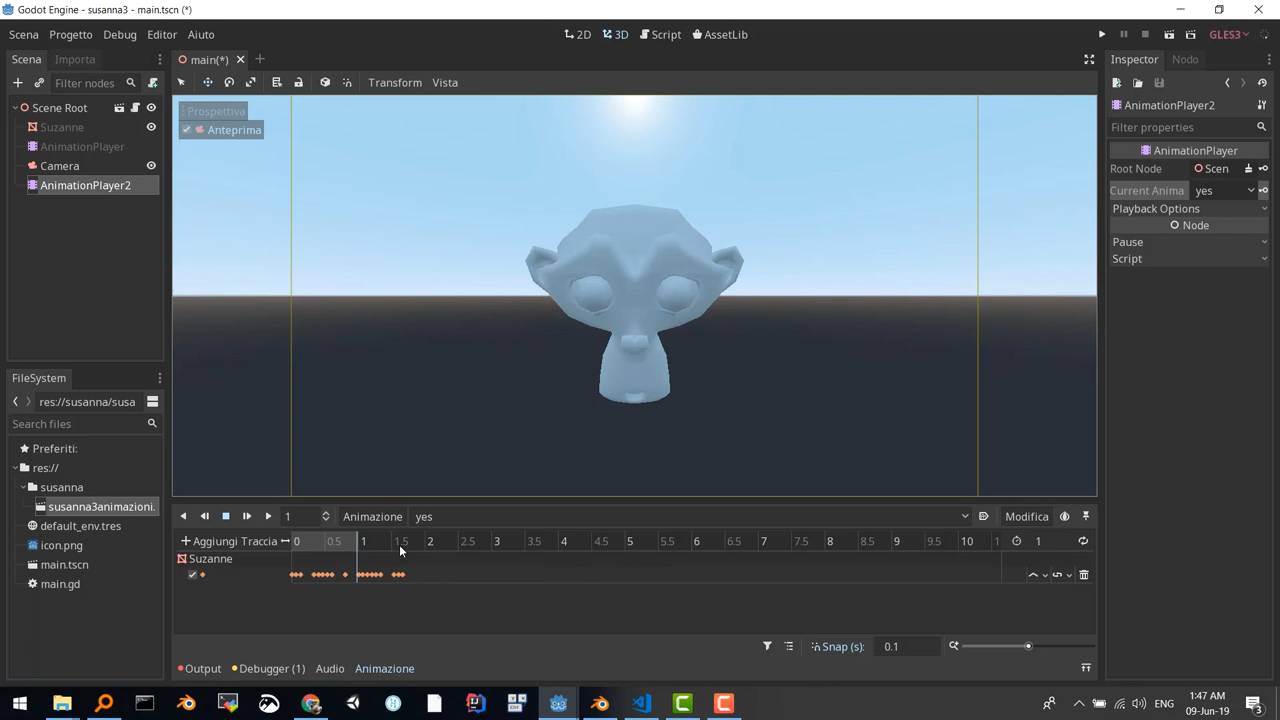 Godot Engine - susanna3 - main.tscn (*)
Scena Progetto Debug Editor Aiuto
2D 3D Script AssetLib
GLES3
Scena Importa
Filter nodes
Scene Root
Suzanne
AnimationPlayer
Camera
AnimationPlayer2
FileSystem
res://susanna/susa
Search files
Preferiti:
res://
susanna
susanna3animazioni.
default_env.tres
icon.png
main.tscn
main.gd
main(*)
Transform Vista
Prospettiva
Anteprima
1 Animazione yes Modifica
Aggiungi Traccia 0 0.5 1 1.5 2 2.5 3 3.5 4 4.5 5 5.5 6 6.5 7 7.5 8 8.5 9 9.5 10 1 1
Suzanne
Snap (s): 0.1
Output Debugger (1) Audio Animazione
Inspector Nodo
AnimationPlayer2
Filter properties
AnimationPlayer
Root Node Scen
Current Anima yes
Playback Options
Node
Pause
Script
ENG
1:47 AM
09-Jun-19
3